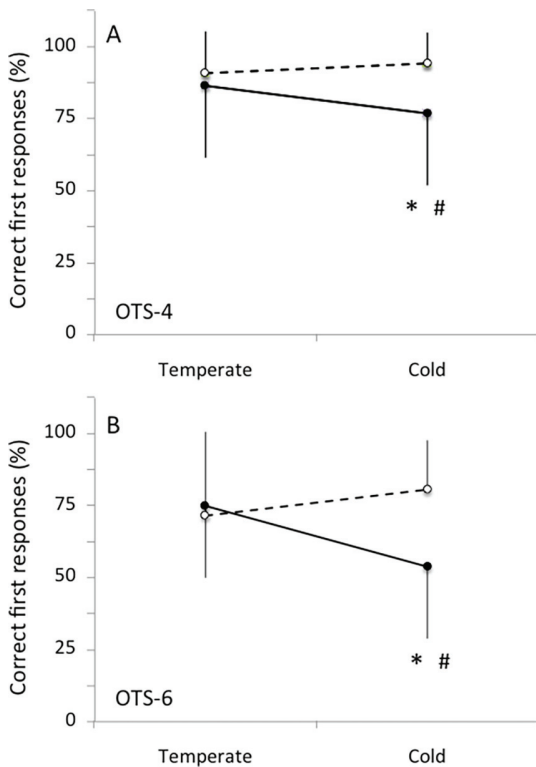 A
Correct first responses (%)
100
75
50
25
0
* #
OTS-4
Temperate Cold
B
Correct first responses (%)
100
75
50
25
0
* #
OTS-6
Temperate Cold